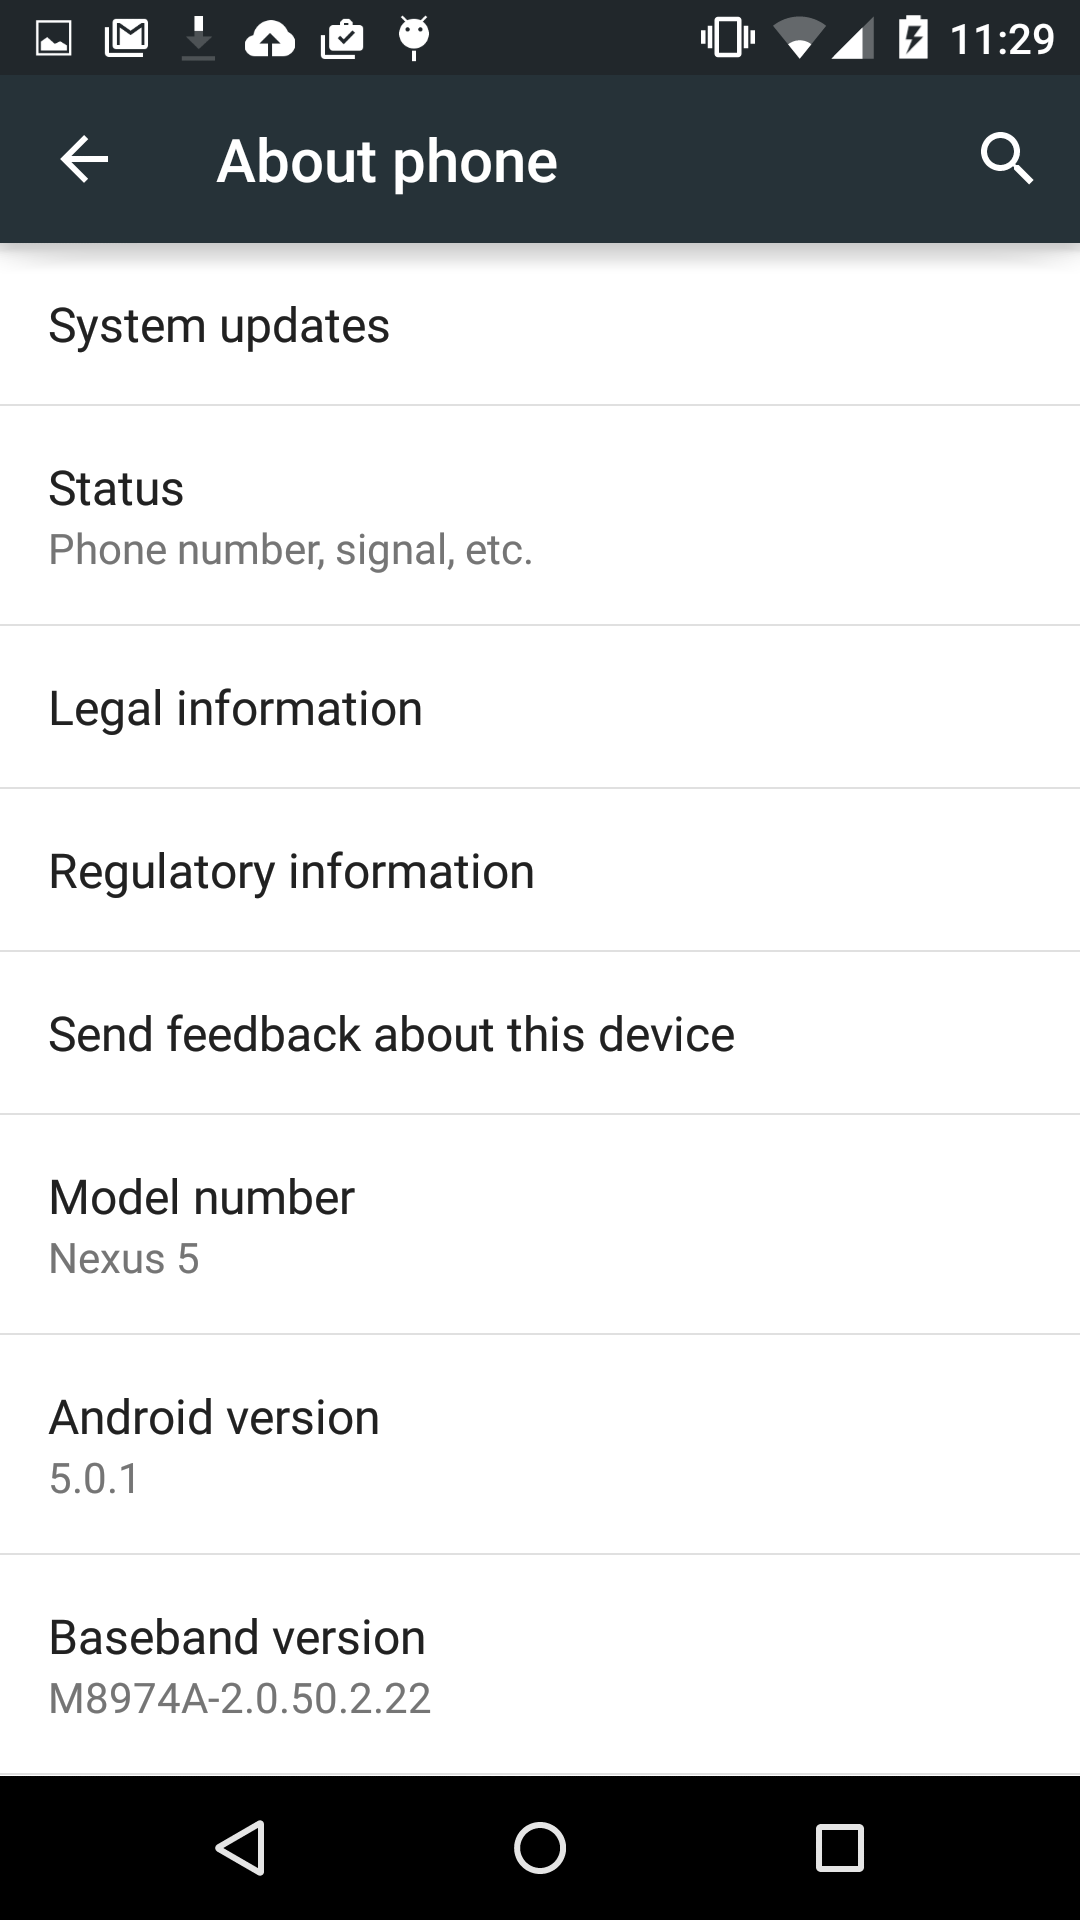 11:29
About phone
System updates
Status
Phone number, signal, etc.
Legal information
Regulatory information
Send feedback about this device
Model number
Nexus 5
Android version
5.0.1
Baseband version
M8974A-2.0.50.2.22